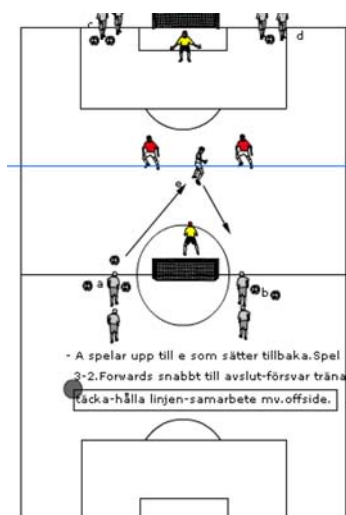 c
d
e
a
b
- A spelar upp till e som sätter tillbaka.Spel
3-2.Forwards snabbt till avslut-försvar träna
täcka-hålla linjen-samarbete mv.offside.